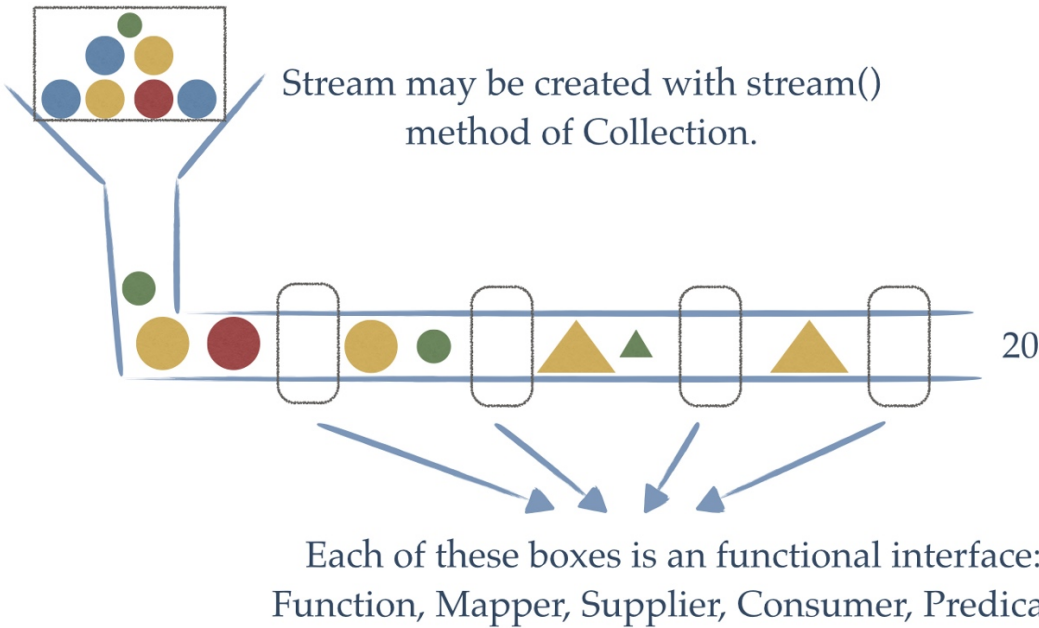 Stream may be created with stream()
method of Collection.
20
Each of these boxes is an functional interface:
Function, Mapper, Supplier, Consumer, Predica